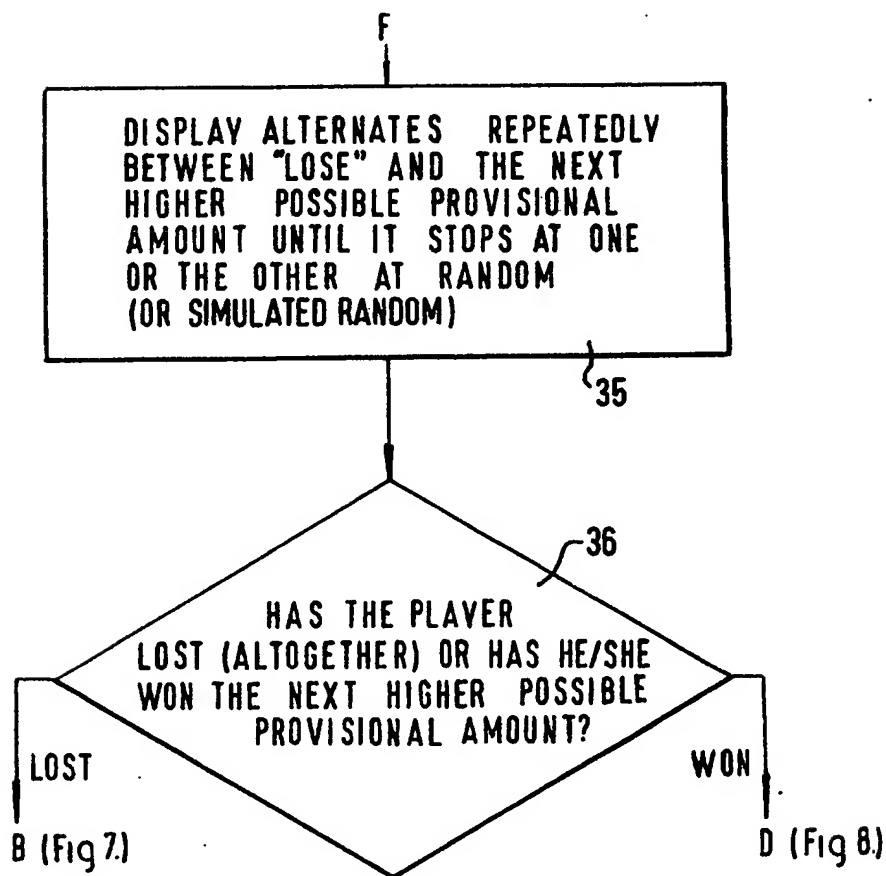 F
DISPLAY ALTERNATES REPEATEDLY
BETWEEN "LOSE" AND THE NEXT
HIGHER POSSIBLE PROVISIONAL
AMOUNT UNTIL IT STOPS AT ONE
OR THE OTHER AT RANDOM
(OR SIMULATED RANDOM)
35
36
HAS THE PLAYER
LOST (ALTOGETHER) OR HAS HE/SHE
WON THE NEXT HIGHER POSSIBLE
PROVISIONAL AMOUNT?
LOST
WON
B (Fig 7.)
D (Fig 8.)